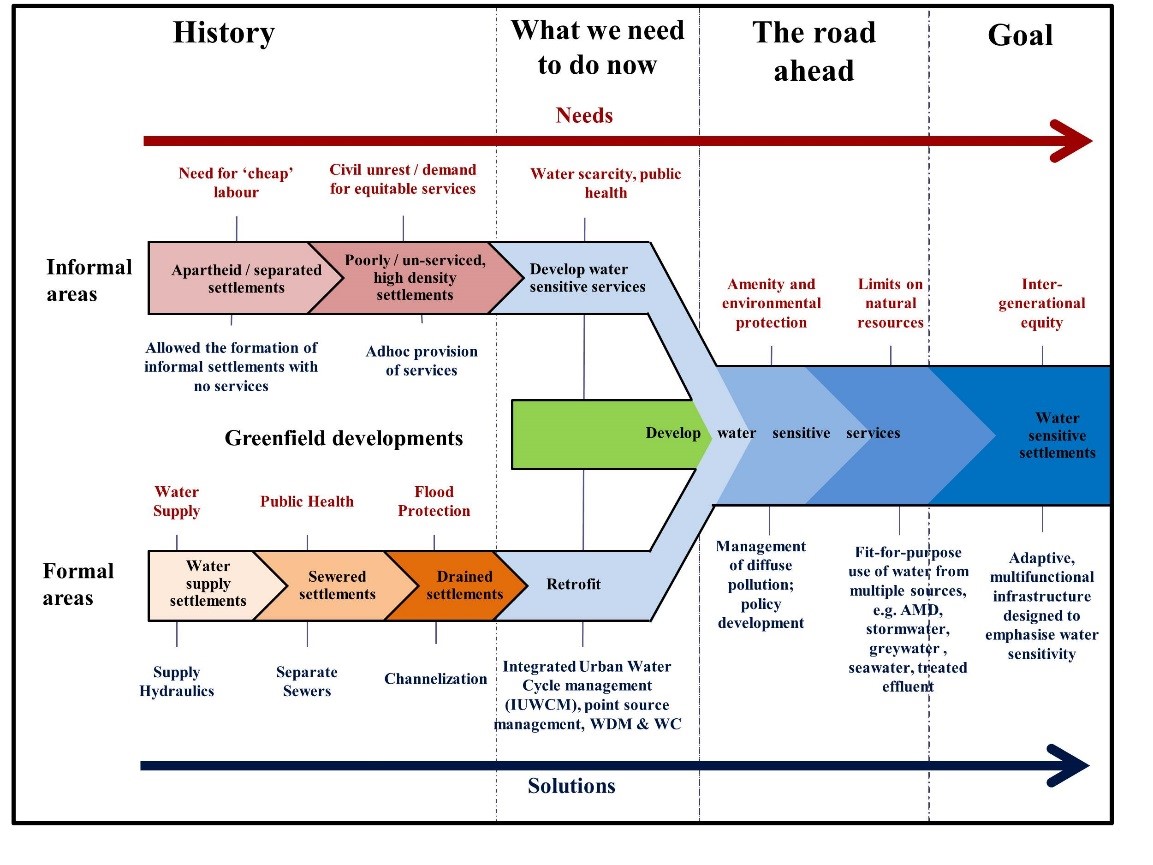 History
What we need
to do now
The road
ahead
Goal
Needs
Need for ‘cheap’
labour
Civil unrest / demand
for equitable services
Water scarcity, public
health
Informal
areas
Apartheid / separated
settlements
Poorly / un-serviced,
high density
settlements
Develop water
sensitive services
Amenity and
environmental
protection
Limits on
natural
resources
Inter-
generational
equity
Allowed the formation of
informal settlements with
no services
Adhoc provision
of services
Greenfield developments
Develop water sensitive services
Water
sensitive
settlements
Water
Supply
Public Health
Flood
Protection
Formal
areas
Water
supply
settlements
Sewered
settlements
Drained
settlements
Retrofit
Management
of diffuse
pollution;
policy
development
Fit-for-purpose
use of water from
multiple sources,
e.g. AMD,
stormwater,
greywater ,
seawater, treated
effluent
Adaptive,
multifunctional
infrastructure
designed to
emphasise water
sensitivity
Supply
Hydraulics
Separate
Sewers
Channelization
Integrated Urban Water
Cycle management
(IUWCM), point source
management, WDM & WC
Solutions